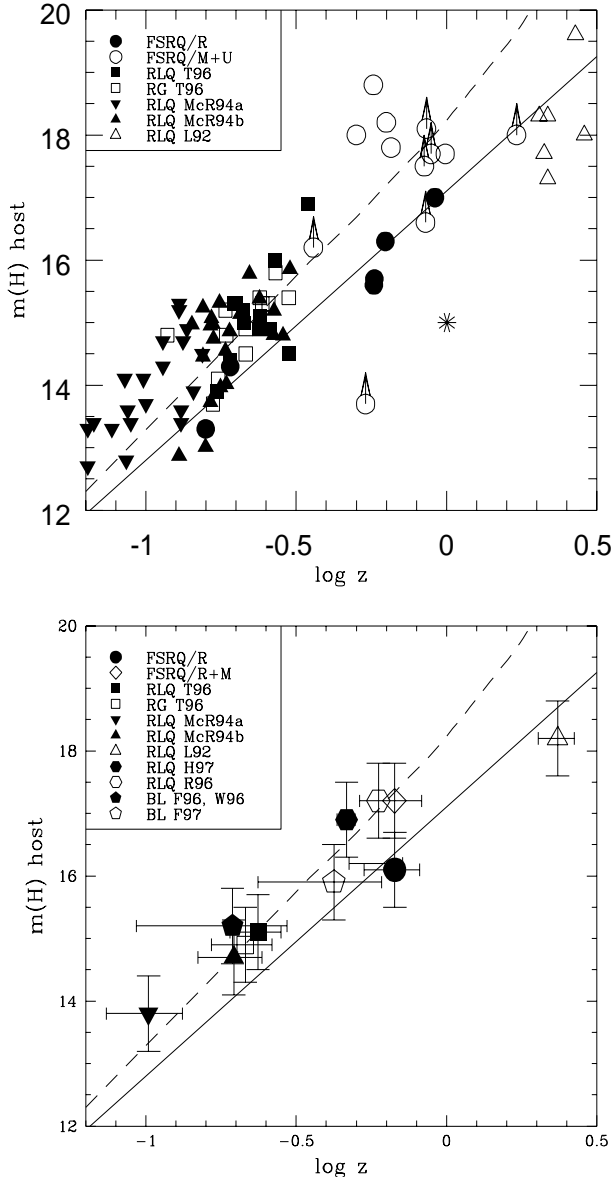 20
18
16
14
12
m(H) host
FSRQ/R
FSRQ/M+U
RLQ T96
RG T96
RLQ McR94a
RLQ McR94b
RLQ L92
-1
-0.5
0
0.5
log z
20
18
16
14
12
m(H) host
FSRQ/R
FSRQ/R+M
RLQ T96
RG T96
RLQ McR94a
RLQ McR94b
RLQ L92
RLQ H97
RLQ R96
BL F96, W96
BL F97
-1
-0.5
0
0.5
log z